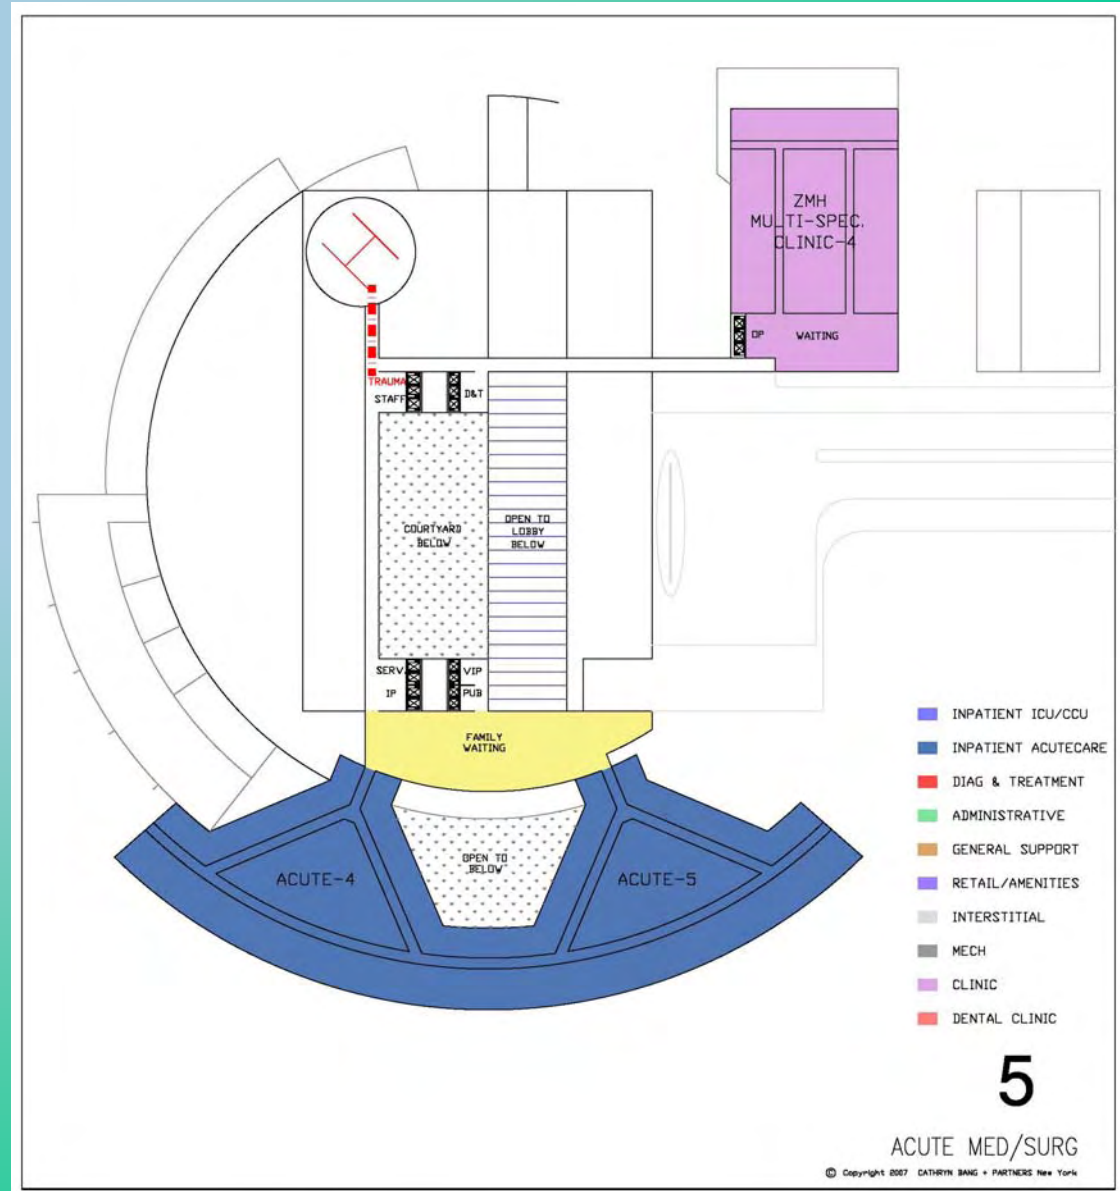 ZMH
MULTI-SPEC.
CLINIC-4
OP
WAITING
H
TRAUMA
STAFF
D&T
COURTYARD
BELOW
OPEN TO
LOBBY
BELOW
SERV.
VIP
IP
PUB
FAMILY
WAITING
OPEN TO
BELOW
ACUTE-4
ACUTE-5
INPATIENT ICU/CCU
INPATIENT ACUTECARE
DIAG & TREATMENT
ADMINISTRATIVE
GENERAL SUPPORT
RETAIL/AMENITIES
INTERSTITIAL
MECH
CLINIC
DENTAL CLINIC
5
ACUTE MED/SURG
© Copyright 2007 CATHRYN BANG + PARTNERS New York